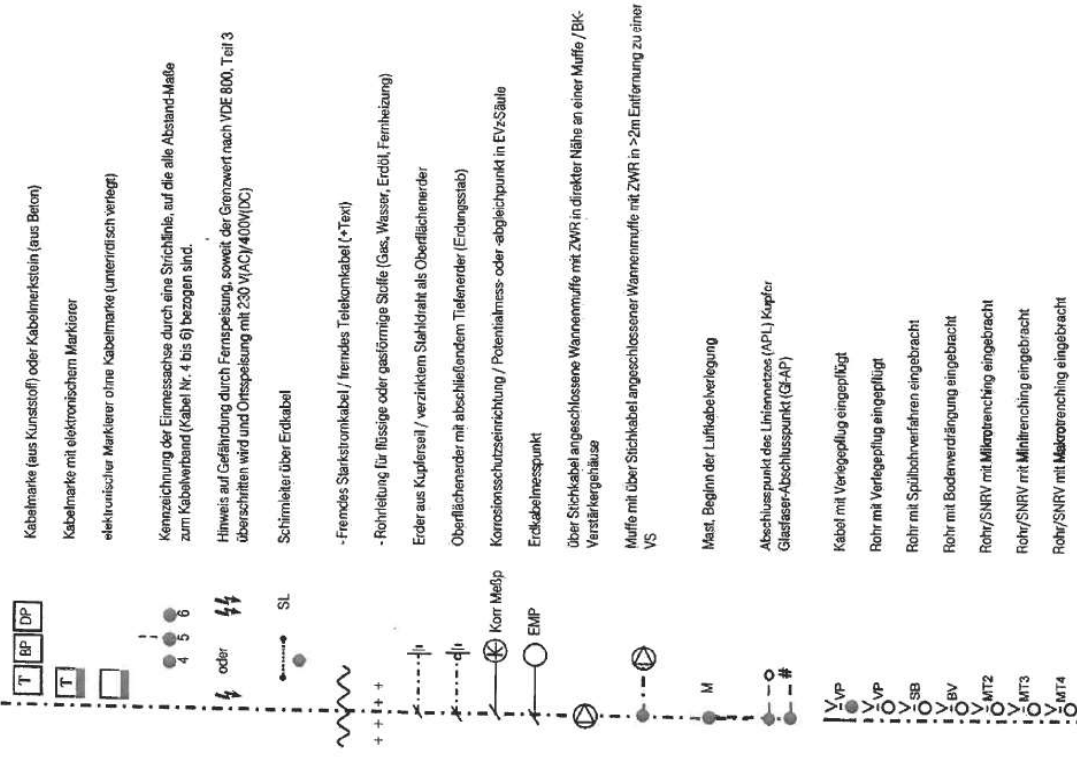 T BP DP Kabelmarke (aus Kunststoff) oder Kabelmerkstein (aus Beton)
T Kabelmarke mit elektronischem Markierer
elektronischer Markierer ohne Kabelmarke (unterirdisch verlegt)
4 5 6 Kennzeichnung der Einmessachse durch eine Strichlinie, auf die alle Abstand-Maße
zum Kabelverband (Kabel Nr. 4 bis 6) bezogen sind.
oder Hinweis auf Gefährdung durch Fernspeisung, soweit der Grenzwert nach VDE 800, Teil 3
überschritten wird und Ortsspeisung mit 230 V(AC)/400V(DC)
SL Schirmleiter über Erdkabel
- Fremdes Starkstromkabel / fremdes Telekomkabel (+Text)
+ + + + - Rohrleitung für flüssige oder gasförmige Stoffe (Gas, Wasser, Erdöl, Fernheizung)
Erder aus Kupferseil / verzinktem Stahldraht als Oberflächenerder
Oberflächenerder mit abschließendem Tiefenerder (Erdungsstab)
K Korr Meßp Korrosionsschutzseinrichtung / Potentialmess- oder -abgleichpunkt in EVz-Säule
EMP Erdkabelmesspunkt
über Stichkabel angeschlossene Wannenmuffe mit ZWR in direkter Nähe an einer Muffe / BK-
Verstärkergehäuse
Muffe mit über Stichkabel angeschlossener Wannenmuffe mit ZWR in >2m Entfernung zu einer
VS
M Mast, Beginn der Luftkabelverlegung
Abschlusspunkt des Liniennetzes (APL) Kupfer
# Glasfaser-Abschlusspunkt (Gf-AP)
VP Kabel mit Verlegepflug eingepflügt
VP Rohr mit Verlegepflug eingepflügt
SB Rohr mit Spülbohrverfahren eingebracht
BV Rohr mit Bodenverdrängung eingebracht
MT2 Rohr/SNRV mit Mikrotrenching eingebracht
MT3 Rohr/SNRV mit Minitrenching eingebracht
MT4 Rohr/SNRV mit Makrotrenching eingebracht